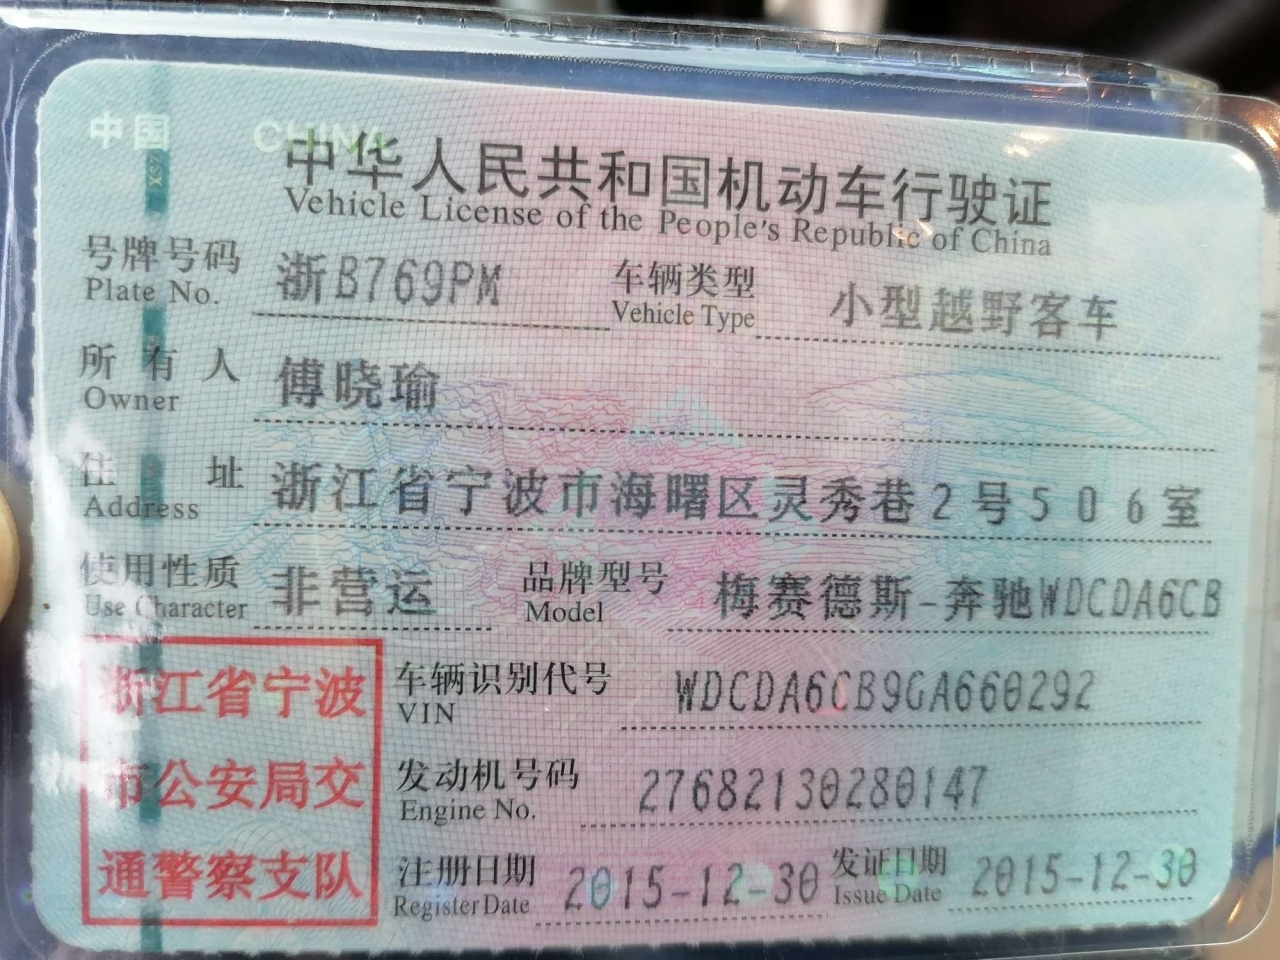 中国 CHINA
中华人民共和国机动车行驶证
Vehicle License of the People's Republic of China
号牌号码 浙B769PM 车辆类型 小型越野客车
Plate No. Vehicle Type
所有人 傅晓瑜
Owner
住址 浙江省宁波市海曙区灵秀巷2号506室
Address
使用性质 非营运 品牌型号 梅赛德斯-奔驰WDCDA6CB
Use Character Model
浙江省宁波
市公安局交
通警察支队
车辆识别代号 WDCDA6CB9GA660292
VIN
发动机号码 27682130280147
Engine No.
注册日期 2015-12-30 发证日期 2015-12-30
Register Date Issue Date